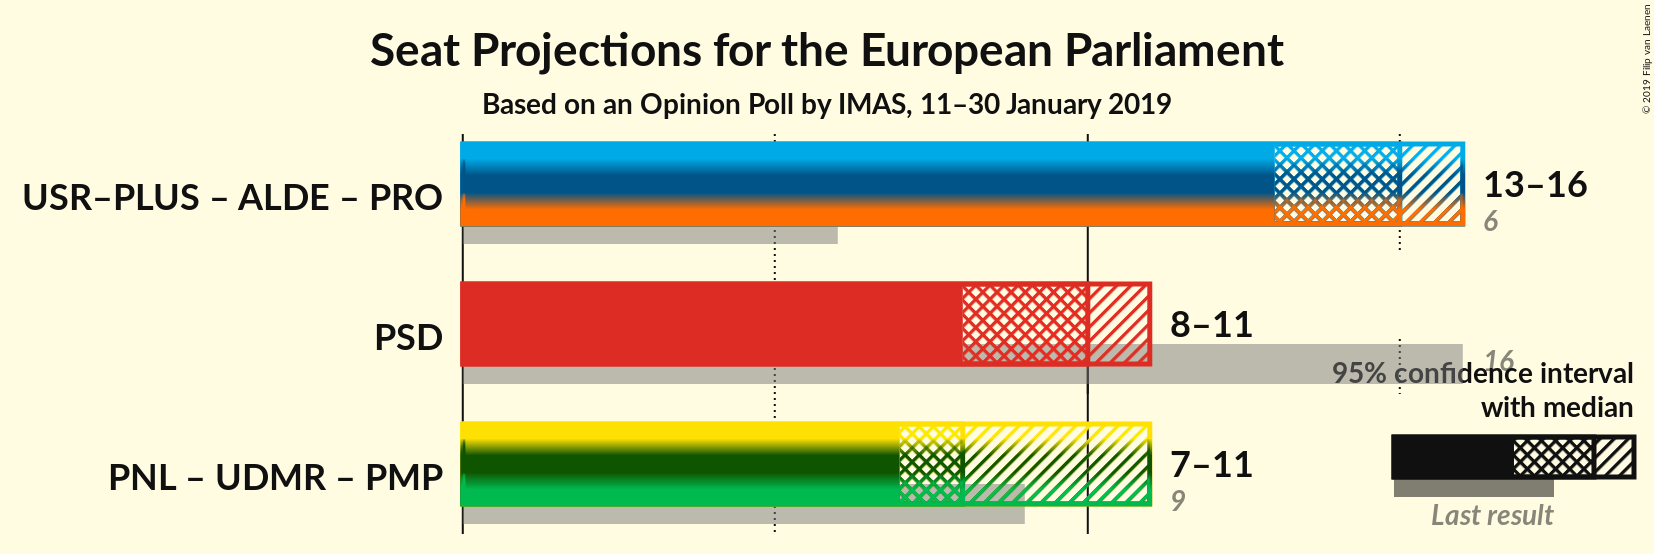 Seat Projections for the European Parliament
Based on an Opinion Poll by IMAS, 11–30 January 2019
© 2019 Filip van Laenen
USR–PLUS – ALDE – PRO
13–16
6
PSD
8–11
16
95% confidence interval
with median
PNL – UDMR – PMP
7–11
9
Last result